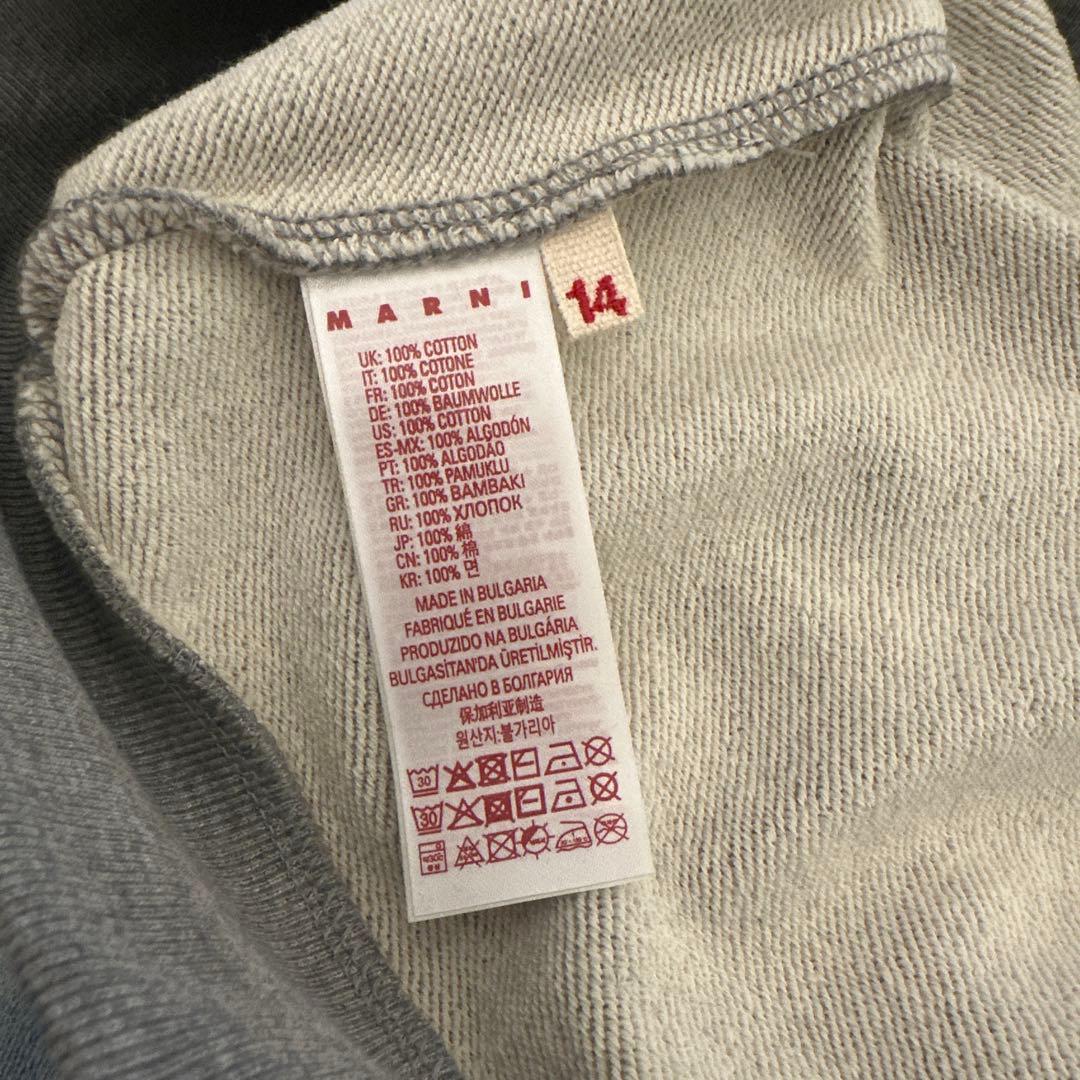 MARNI
14
UK: 100% COTTON
IT: 100% COTONE
FR: 100% COTON
DE: 100% BAUMWOLLE
US: 100% COTTON
ES-MX: 100% ALGODÓN
PT: 100% ALGODÃO
TR: 100% PAMUKLU
GR: 100% ΒΑΜΒΑΚΙ
RU: 100% ХЛОПОК
JP: 100% 綿
CN: 100% 棉
KR: 100% 면
MADE IN BULGARIA
FABRIQUÉ EN BULGARIE
PRODUZIDO NA BULGÁRIA
BULGASİTAN'DA ÜRETİLMİŞTİR.
СДЕЛАНО В БОЛГАРИЯ
保加利亚制造
원산지:불가리아
30
30